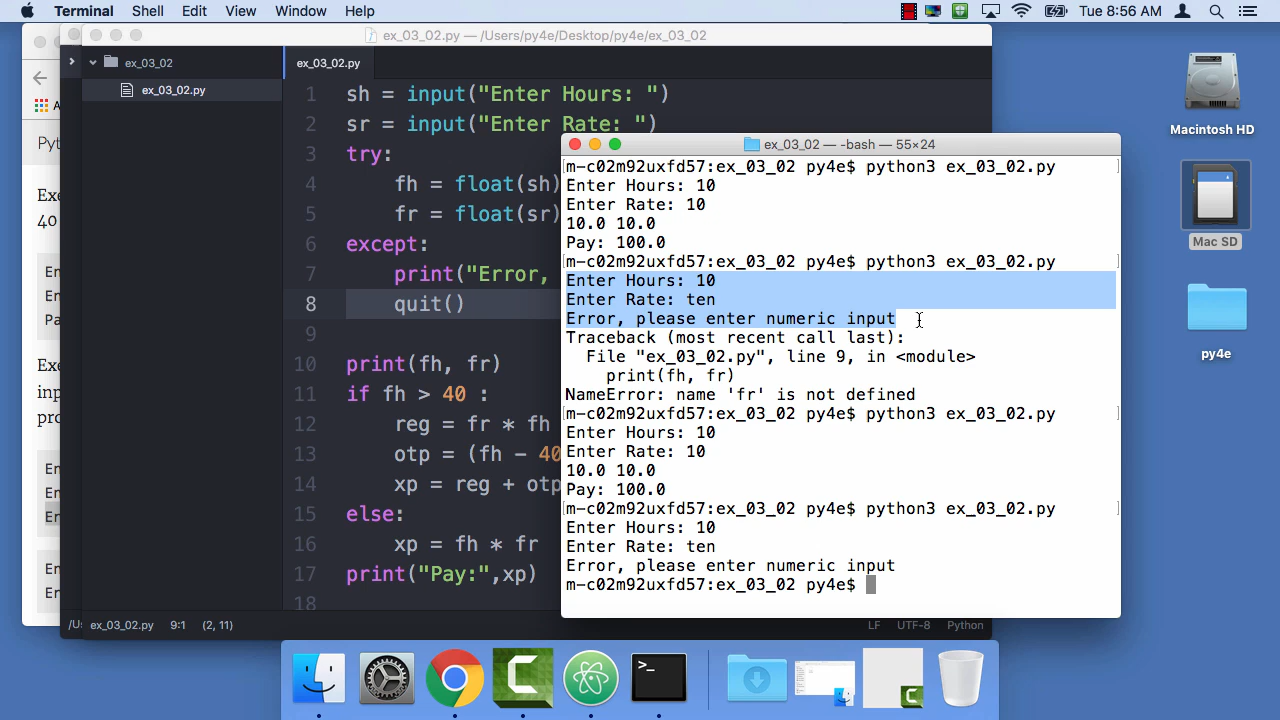 Terminal Shell Edit View Window Help Tue 8:56 AM
ex_03_02.py — /Users/py4e/Desktop/py4e/ex_03_02
ex_03_02
ex_03_02.py
ex_03_02.py
1 sh = input("Enter Hours: ")
2 sr = input("Enter Rate: ")
3 try:
4 fh = float(sh)
5 fr = float(sr)
6 except:
7 print("Error,
8 quit()
10 print(fh, fr)
11 if fh > 40 :
12 reg = fr * fh
13 otp = (fh - 40
14 xp = reg + otp
15 else:
16 xp = fh * fr
17 print("Pay:",xp)
18
ex_03_02.py 9:1 (2, 11) LF UTF-8 Python
ex_03_02 — -bash — 55×24
m-c02m92uxfd57:ex_03_02 py4e$ python3 ex_03_02.py
Enter Hours: 10
Enter Rate: 10
10.0 10.0
Pay: 100.0
m-c02m92uxfd57:ex_03_02 py4e$ python3 ex_03_02.py
Enter Hours: 10
Enter Rate: ten
Error, please enter numeric input
Traceback (most recent call last):
File "ex_03_02.py", line 9, in <module>
print(fh, fr)
NameError: name 'fr' is not defined
m-c02m92uxfd57:ex_03_02 py4e$ python3 ex_03_02.py
Enter Hours: 10
Enter Rate: 10
10.0 10.0
Pay: 100.0
m-c02m92uxfd57:ex_03_02 py4e$ python3 ex_03_02.py
Enter Hours: 10
Enter Rate: ten
Error, please enter numeric input
m-c02m92uxfd57:ex_03_02 py4e$
Macintosh HD
Mac SD
py4e